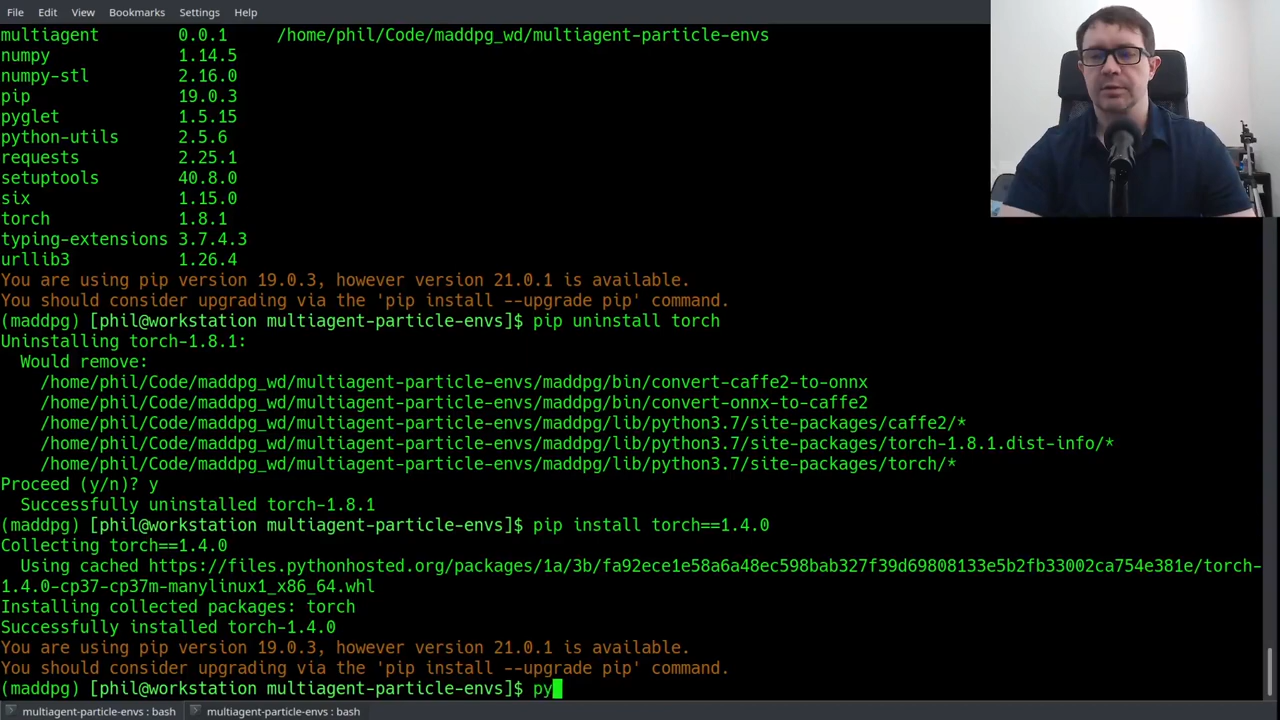 File Edit View Bookmarks Settings Help
multiagent 0.0.1 /home/phil/Code/maddpg_wd/multiagent-particle-envs
numpy 1.14.5
numpy-stl 2.16.0
pip 19.0.3
pyglet 1.5.15
python-utils 2.5.6
requests 2.25.1
setuptools 40.8.0
six 1.15.0
torch 1.8.1
typing-extensions 3.7.4.3
urllib3 1.26.4
You are using pip version 19.0.3, however version 21.0.1 is available.
You should consider upgrading via the 'pip install --upgrade pip' command.
(maddpg) [phil@workstation multiagent-particle-envs]$ pip uninstall torch
Uninstalling torch-1.8.1:
  Would remove:
    /home/phil/Code/maddpg_wd/multiagent-particle-envs/maddpg/bin/convert-caffe2-to-onnx
    /home/phil/Code/maddpg_wd/multiagent-particle-envs/maddpg/bin/convert-onnx-to-caffe2
    /home/phil/Code/maddpg_wd/multiagent-particle-envs/maddpg/lib/python3.7/site-packages/caffe2/*
    /home/phil/Code/maddpg_wd/multiagent-particle-envs/maddpg/lib/python3.7/site-packages/torch-1.8.1.dist-info/*
    /home/phil/Code/maddpg_wd/multiagent-particle-envs/maddpg/lib/python3.7/site-packages/torch/*
Proceed (y/n)? y
  Successfully uninstalled torch-1.8.1
(maddpg) [phil@workstation multiagent-particle-envs]$ pip install torch==1.4.0
Collecting torch==1.4.0
  Using cached https://files.pythonhosted.org/packages/1a/3b/fa92ece1e58a6a48ec598bab327f39d69808133e5b2fb33002ca754e381e/torch-
1.4.0-cp37-cp37m-manylinux1_x86_64.whl
Installing collected packages: torch
Successfully installed torch-1.4.0
You are using pip version 19.0.3, however version 21.0.1 is available.
You should consider upgrading via the 'pip install --upgrade pip' command.
(maddpg) [phil@workstation multiagent-particle-envs]$ py
multiagent-particle-envs : bash multiagent-particle-envs : bash